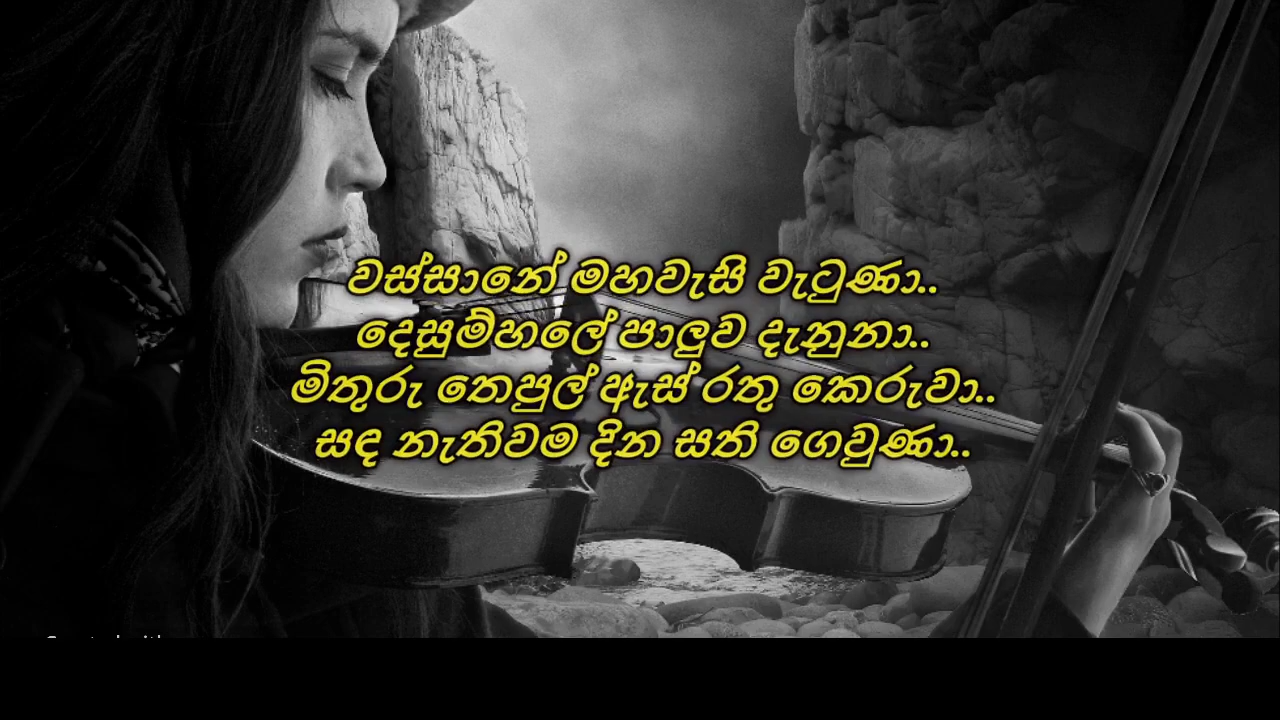 වස්සානේ මහවැසි වැටුණා..
දෙසුම්හලේ පාලුව දැනුනා..
මිතුරු තෙපුල් ඇස් රතු කෙරුවා..
සඳ නැතිවම දින සති ගෙවුණා..